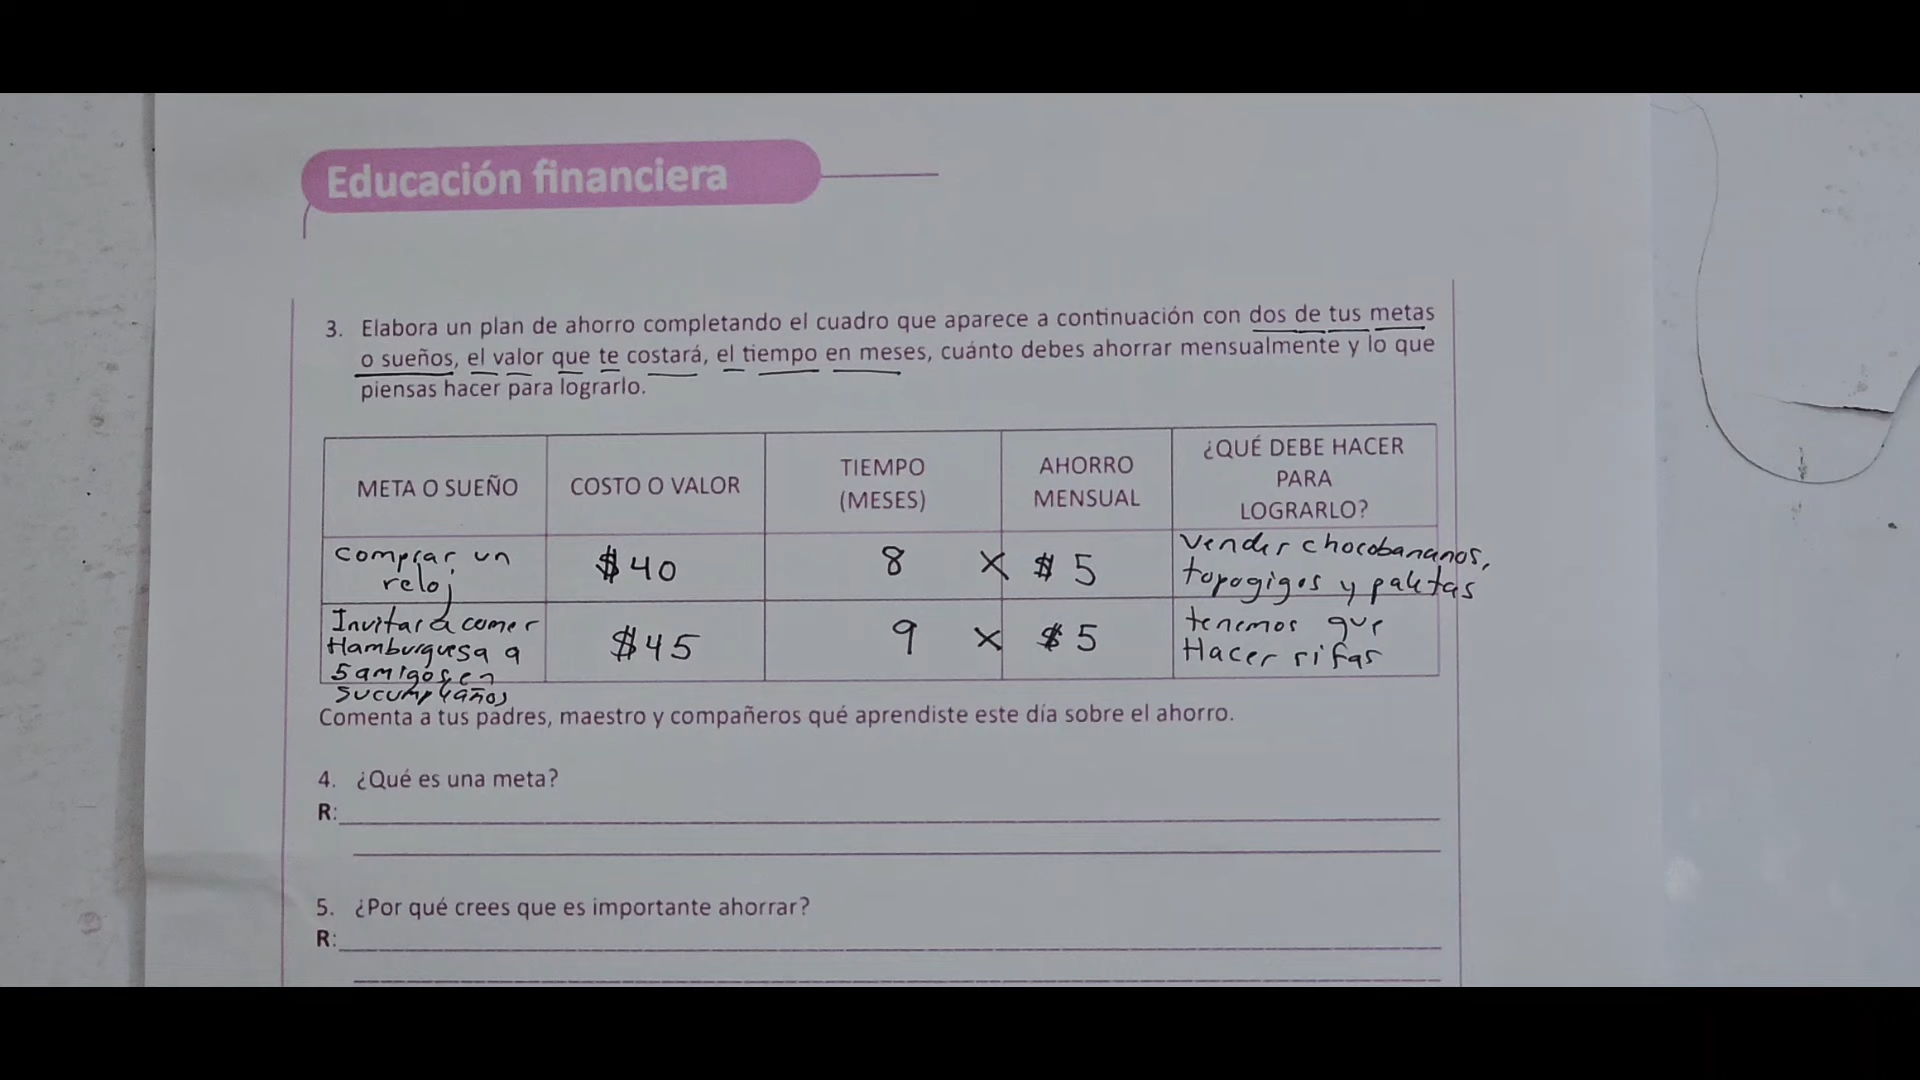 Educación financiera
3. Elabora un plan de ahorro completando el cuadro que aparece a continuación con dos de tus metas
o sueños, el valor que te costará, el tiempo en meses, cuánto debes ahorrar mensualmente y lo que
piensas hacer para lograrlo.
META O SUEÑO
COSTO O VALOR
TIEMPO
(MESES)
AHORRO
MENSUAL
¿QUÉ DEBE HACER
PARA
LOGRARLO?
comprar un
reloj
$40
8
X
$5
Vender chocobananos,
topogigos y paletas
Invitar a comer
Hamburguesa a
5 amigos en
su cumpleaños
$45
9
X
$5
tenemos que
Hacer rifas
Comenta a tus padres, maestro y compañeros qué aprendiste este día sobre el ahorro.
4. ¿Qué es una meta?
R:
5. ¿Por qué crees que es importante ahorrar?
R: